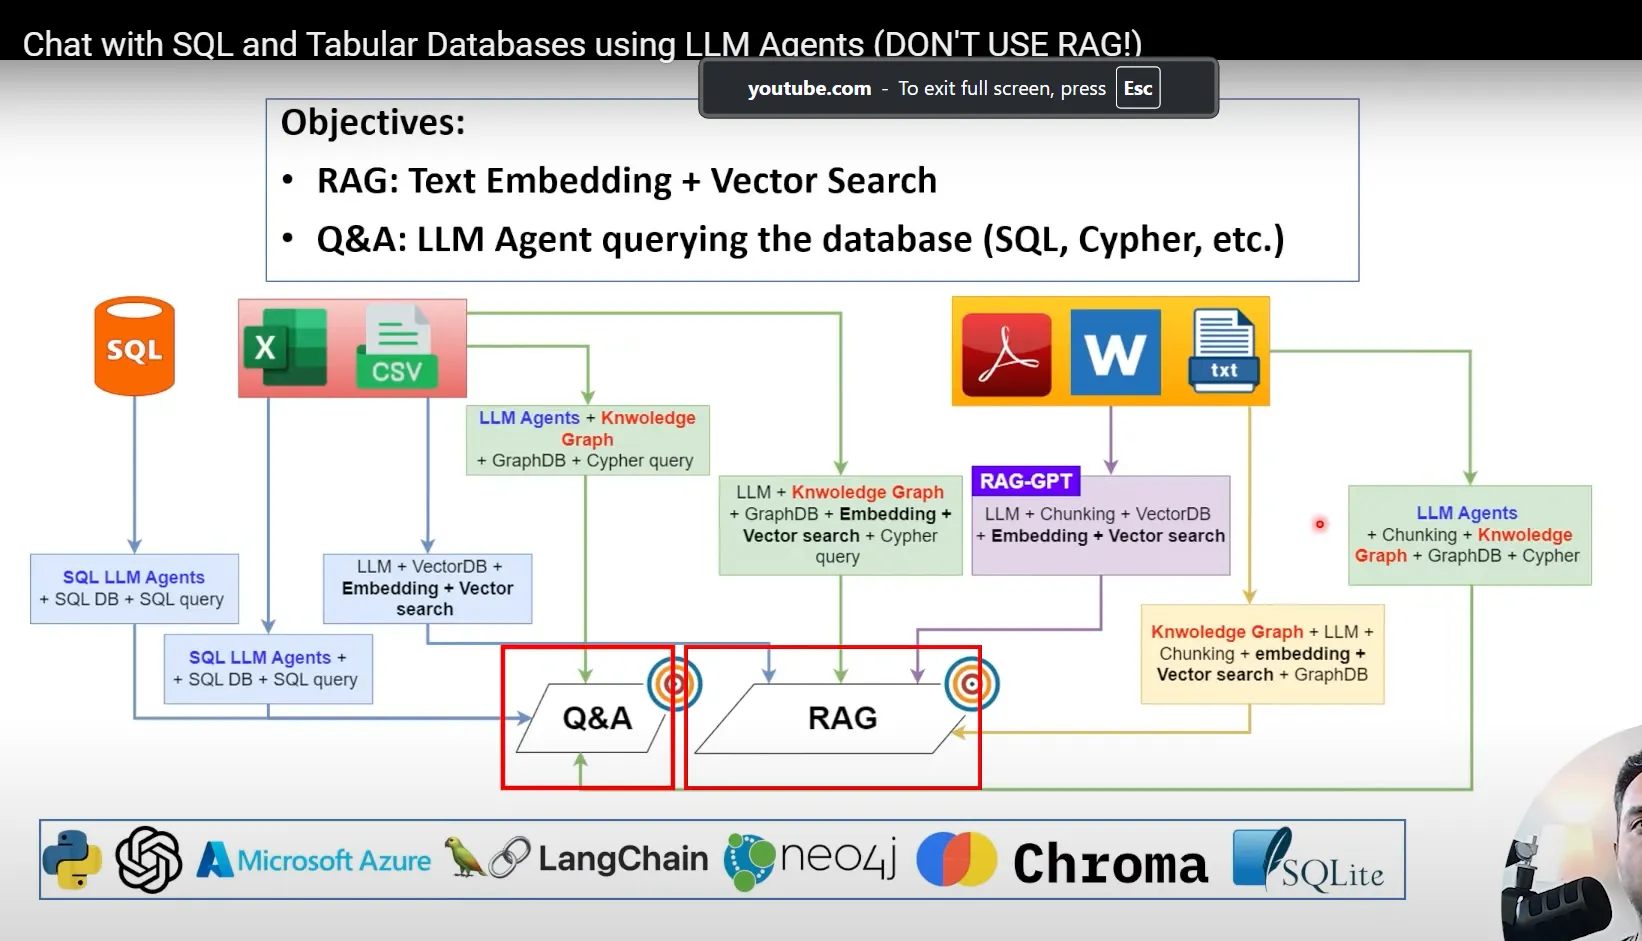 Chat with SQL and Tabular Databases using LLM Agents (DON'T USE RAG!)
youtube.com - To exit full screen, press Esc
Objectives:
• RAG: Text Embedding + Vector Search
• Q&A: LLM Agent querying the database (SQL, Cypher, etc.)
SQL
X
CSV
W
txt
LLM Agents + Knwoledge
Graph
+ GraphDB + Cypher query
LLM + Knwoledge Graph
+ GraphDB + Embedding +
Vector search + Cypher
query
RAG-GPT
LLM + Chunking + VectorDB
+ Embedding + Vector search
LLM Agents
+ Chunking + Knwoledge
Graph + GraphDB + Cypher
SQL LLM Agents
+ SQL DB + SQL query
LLM + VectorDB +
Embedding + Vector
search
SQL LLM Agents +
+ SQL DB + SQL query
Knwoledge Graph + LLM +
Chunking + embedding +
Vector search + GraphDB
Q&A
RAG
Microsoft Azure
LangChain
neo4j
Chroma
SQLite